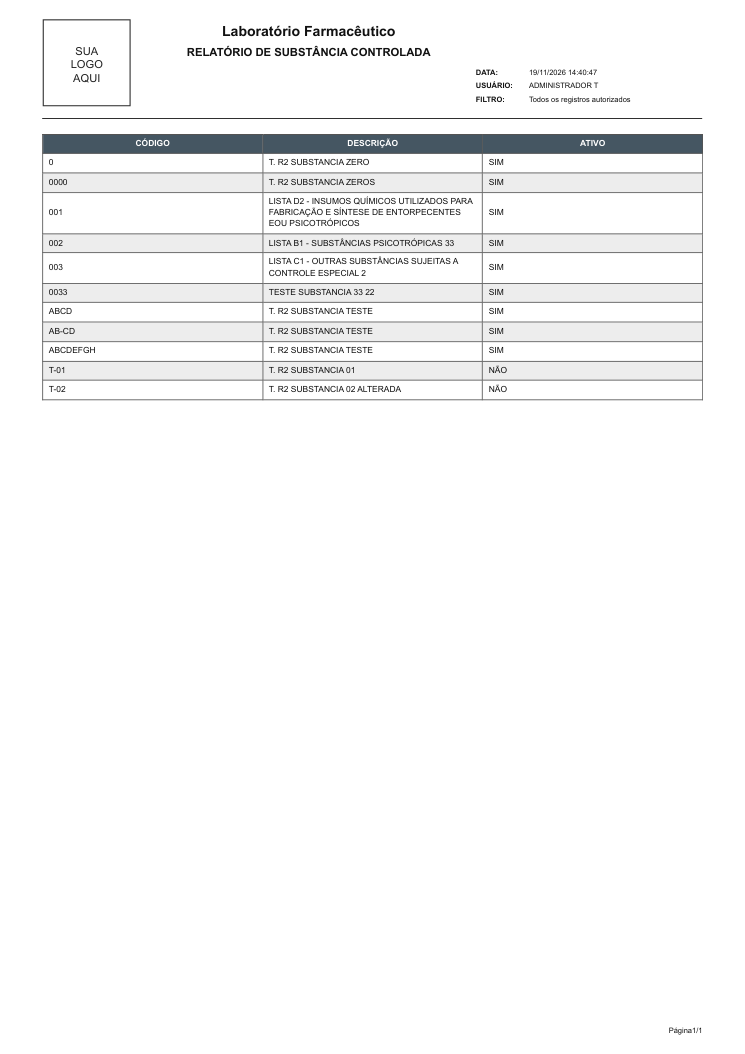 SUA
LOGO
AQUI
Laboratório Farmacêutico
RELATÓRIO DE SUBSTÂNCIA CONTROLADA
DATA: 19/11/2026 14:40:47
USUÁRIO: ADMINISTRADOR T
FILTRO: Todos os registros autorizados
CÓDIGO DESCRIÇÃO ATIVO
0 T. R2 SUBSTANCIA ZERO SIM
0000 T. R2 SUBSTANCIA ZEROS SIM
001 LISTA D2 - INSUMOS QUÍMICOS UTILIZADOS PARA
FABRICAÇÃO E SÍNTESE DE ENTORPECENTES SIM
EOU PSICOTRÓPICOS
002 LISTA B1 - SUBSTÂNCIAS PSICOTRÓPICAS 33 SIM
003 LISTA C1 - OUTRAS SUBSTÂNCIAS SUJEITAS A SIM
CONTROLE ESPECIAL 2
0033 TESTE SUBSTANCIA 33 22 SIM
ABCD T. R2 SUBSTANCIA TESTE SIM
AB-CD T. R2 SUBSTANCIA TESTE SIM
ABCDEFGH T. R2 SUBSTANCIA TESTE SIM
T-01 T. R2 SUBSTANCIA 01 NÃO
T-02 T. R2 SUBSTANCIA 02 ALTERADA NÃO
Página1/1